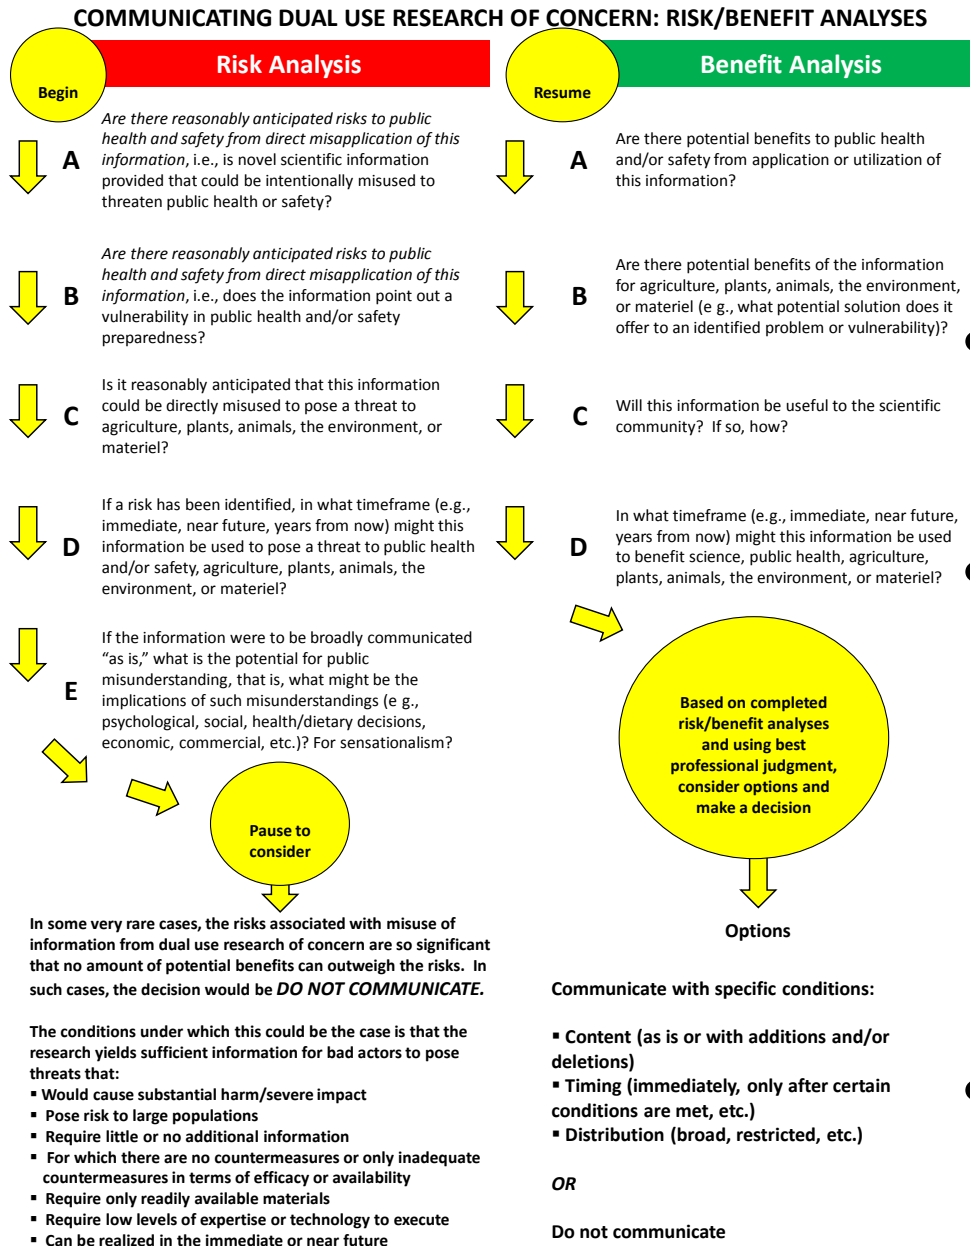 COMMUNICATING DUAL USE RESEARCH OF CONCERN: RISK/BENEFIT ANALYSES
Risk Analysis
Begin
A
Are there reasonably anticipated risks to public
health and safety from direct misapplication of this
information, i.e., is novel scientific information
provided that could be intentionally misused to
threaten public health or safety?
B
Are there reasonably anticipated risks to public
health and safety from direct misapplication of this
information, i.e., does the information point out a
vulnerability in public health and/or safety
preparedness?
C
Is it reasonably anticipated that this information
could be directly misused to pose a threat to
agriculture, plants, animals, the environment, or
materiel?
D
If a risk has been identified, in what timeframe (e.g.,
immediate, near future, years from now) might this
information be used to pose a threat to public health
and/or safety, agriculture, plants, animals, the
environment, or materiel?
E
If the information were to be broadly communicated
“as is,” what is the potential for public
misunderstanding, that is, what might be the
implications of such misunderstandings (e g.,
psychological, social, health/dietary decisions,
economic, commercial, etc.)? For sensationalism?
Pause to
consider
In some very rare cases, the risks associated with misuse of
information from dual use research of concern are so significant
that no amount of potential benefits can outweigh the risks. In
such cases, the decision would be DO NOT COMMUNICATE.
The conditions under which this could be the case is that the
research yields sufficient information for bad actors to pose
threats that:
▪ Would cause substantial harm/severe impact
▪ Pose risk to large populations
▪ Require little or no additional information
▪ For which there are no countermeasures or only inadequate
countermeasures in terms of efficacy or availability
▪ Require only readily available materials
▪ Require low levels of expertise or technology to execute
▪ Can be realized in the immediate or near future
Benefit Analysis
Resume
A
Are there potential benefits to public health
and/or safety from application or utilization of
this information?
B
Are there potential benefits of the information
for agriculture, plants, animals, the environment,
or materiel (e g., what potential solution does it
offer to an identified problem or vulnerability)?
C
Will this information be useful to the scientific
community? If so, how?
D
In what timeframe (e.g., immediate, near future,
years from now) might this information be used
to benefit science, public health, agriculture,
plants, animals, the environment, or materiel?
Based on completed
risk/benefit analyses
and using best
professional judgment,
consider options and
make a decision
Options
Communicate with specific conditions:
▪ Content (as is or with additions and/or
deletions)
▪ Timing (immediately, only after certain
conditions are met, etc.)
▪ Distribution (broad, restricted, etc.)
OR
Do not communicate